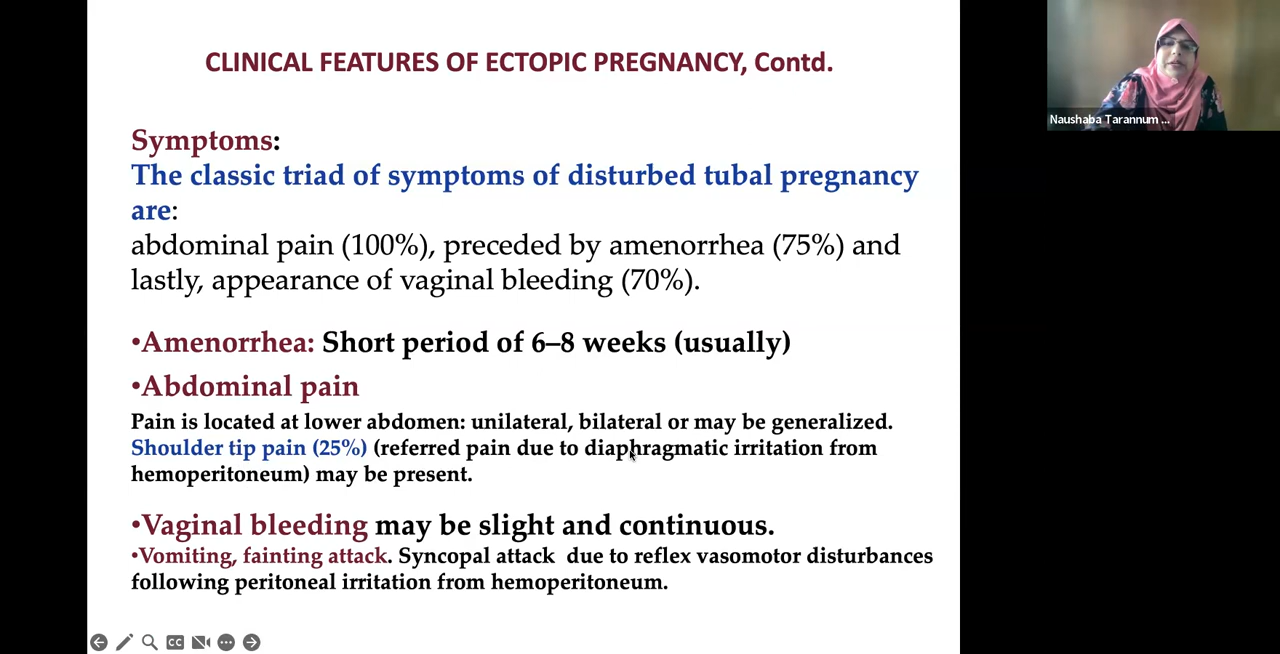 CLINICAL FEATURES OF ECTOPIC PREGNANCY, Contd.
Symptoms:
The classic triad of symptoms of disturbed tubal pregnancy
are:
abdominal pain (100%), preceded by amenorrhea (75%) and
lastly, appearance of vaginal bleeding (70%).
•Amenorrhea: Short period of 6–8 weeks (usually)
•Abdominal pain
Pain is located at lower abdomen: unilateral, bilateral or may be generalized.
Shoulder tip pain (25%) (referred pain due to diaphragmatic irritation from
hemoperitoneum) may be present.
•Vaginal bleeding may be slight and continuous.
•Vomiting, fainting attack. Syncopal attack due to reflex vasomotor disturbances
following peritoneal irritation from hemoperitoneum.
CC
Naushaba Tarannum ...